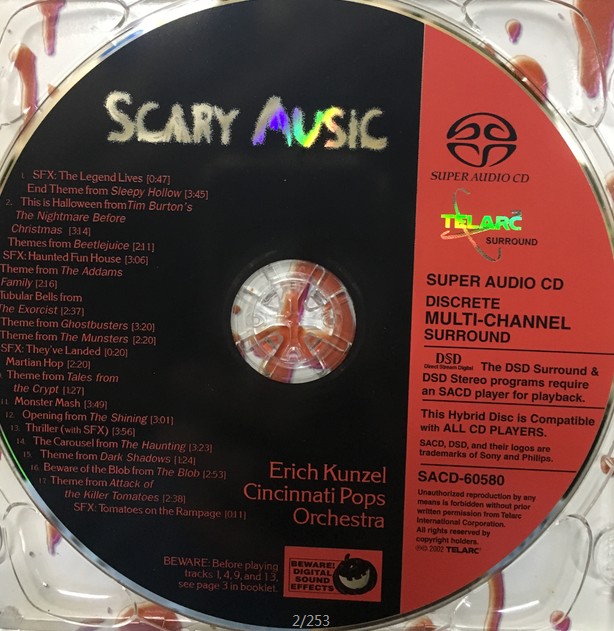 SCARY MUSIC
1. SFX: The Legend Lives [0:47]
End Theme from Sleepy Hollow [3:45]
2. This is Halloween from Tim Burton's
The Nightmare Before
Christmas [3:14]
Themes from Beetlejuice [2:11]
SFX: Haunted Fun House [3:06]
Theme from The Addams
Family [2:16]
Tubular Bells from
The Exorcist [2:37]
Theme from Ghostbusters [3:20]
Theme from The Munsters [2:20]
SFX: They've Landed [0:20]
Martian Hop [2:20]
Theme from Tales from
the Crypt [1:27]
11. Monster Mash [3:49]
12. Opening from The Shining [3:01]
13. Thriller (with SFX) [3:56]
14. The Carousel from The Haunting [3:23]
15. Theme from Dark Shadows [1:24]
16. Beware of the Blob from The Blob [2:53]
17. Theme from Attack of
the Killer Tomatoes [2:38]
SFX: Tomatoes on the Rampage [0:11]
Erich Kunzel
Cincinnati Pops
Orchestra
BEWARE: Before playing
tracks 1, 4, 9, and 13,
see page 3 in booklet.
BEWARE!
DIGITAL
SOUND
EFFECTS
SUPER AUDIO CD
TELARC
SURROUND
SUPER AUDIO CD
DISCRETE
MULTI-CHANNEL
SURROUND
DSD
Direct Stream Digital
The DSD Surround &
DSD Stereo programs require
an SACD player for playback.
This Hybrid Disc is Compatible
with ALL CD PLAYERS.
SACD, DSD, and their logos are
trademarks of Sony and Philips.
SACD-60580
Unauthorized reproduction by any
means is forbidden without prior
written permission from Telarc
International Corporation.
All rights reserved by
copyright holders.
℗© 2002 TELARC®
2/253